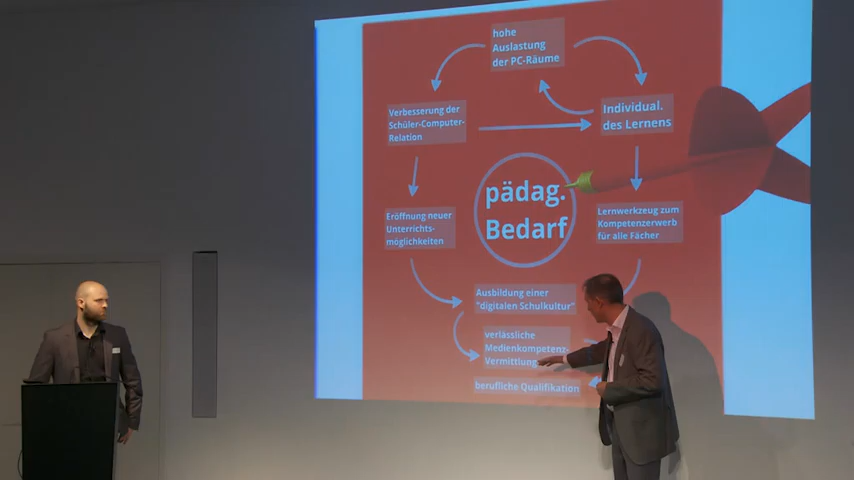 hohe
Auslastung
der PC-Räume
Verbesserung der
Schüler-Computer-
Relation
Individual.
des Lernens
pädag.
Bedarf
Eröffnung neuer
Unterrichts-
möglichkeiten
Lernwerkzeug zum
Kompetenzerwerb
für alle Fächer
Ausbildung einer
"digitalen Schulkultur"
verlässliche
Medienkompetenz-
Vermittlung
berufliche Qualifikation